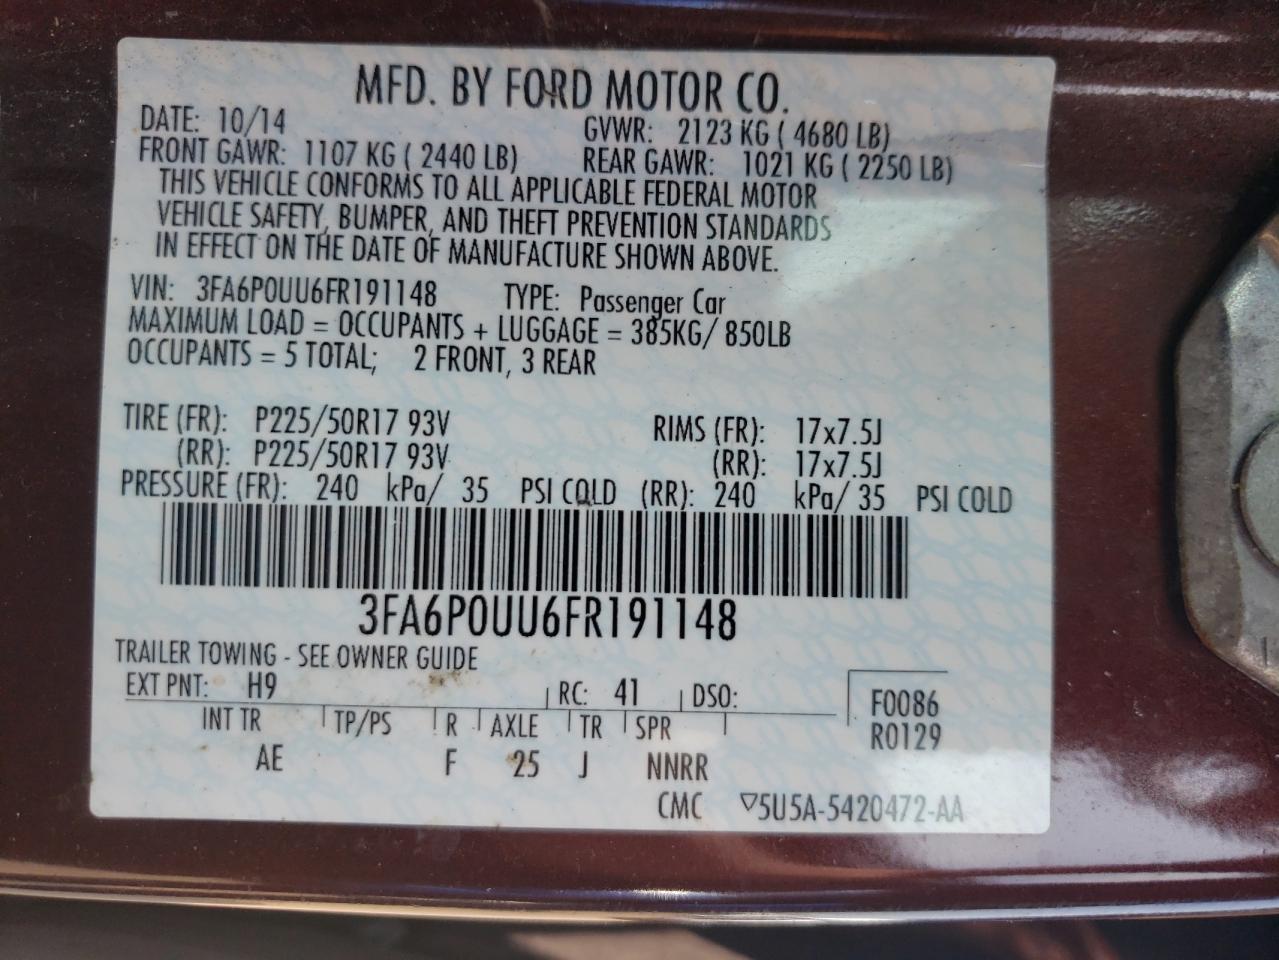 MFD. BY FORD MOTOR CO.
DATE: 10/14 GVWR: 2123 KG ( 4680 LB)
FRONT GAWR: 1107 KG ( 2440 LB) REAR GAWR: 1021 KG ( 2250 LB)
THIS VEHICLE CONFORMS TO ALL APPLICABLE FEDERAL MOTOR
VEHICLE SAFETY, BUMPER, AND THEFT PREVENTION STANDARDS
IN EFFECT ON THE DATE OF MANUFACTURE SHOWN ABOVE.
VIN: 3FA6P0UU6FR191148 TYPE: Passenger Car
MAXIMUM LOAD = OCCUPANTS + LUGGAGE = 385KG/ 850LB
OCCUPANTS = 5 TOTAL; 2 FRONT, 3 REAR
TIRE (FR): P225/50R17 93V RIMS (FR): 17x7.5J
(RR): P225/50R17 93V (RR): 17x7.5J
PRESSURE (FR): 240 kPa/ 35 PSI COLD (RR): 240 kPa/ 35 PSI COLD
3FA6P0UU6FR191148
TRAILER TOWING - SEE OWNER GUIDE
EXT PNT: H9 RC: 41 DSO: F0086
INT TR TP/PS R AXLE TR SPR R0129
AE F 25 J NNRR
CMC ▽5U5A-5420472-AA